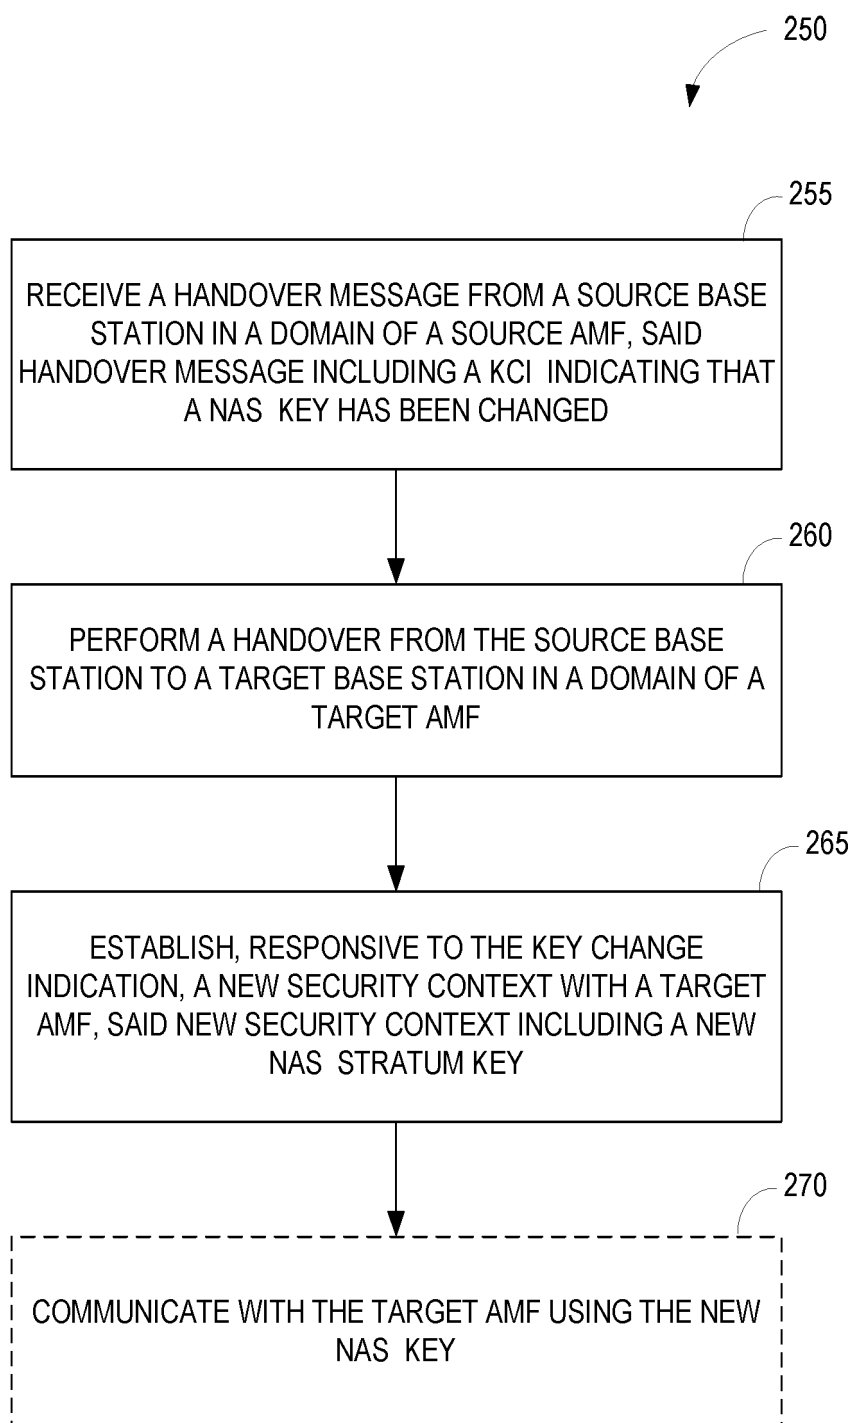 250
255
RECEIVE A HANDOVER MESSAGE FROM A SOURCE BASE
STATION IN A DOMAIN OF A SOURCE AMF, SAID
HANDOVER MESSAGE INCLUDING A KCI INDICATING THAT
A NAS KEY HAS BEEN CHANGED
260
PERFORM A HANDOVER FROM THE SOURCE BASE
STATION TO A TARGET BASE STATION IN A DOMAIN OF A
TARGET AMF
265
ESTABLISH, RESPONSIVE TO THE KEY CHANGE
INDICATION, A NEW SECURITY CONTEXT WITH A TARGET
AMF, SAID NEW SECURITY CONTEXT INCLUDING A NEW
NAS STRATUM KEY
270
COMMUNICATE WITH THE TARGET AMF USING THE NEW
NAS KEY